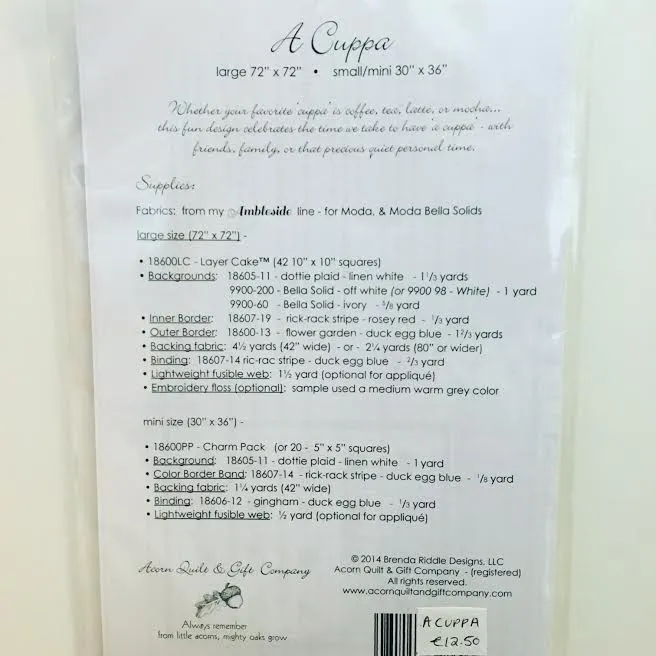 A Cuppa
large 72" x 72" • small/mini 30" x 36"
Whether your favorite 'cuppa' is coffee, tea, latte, or mocha...
this fun design celebrates the time we take to have 'a cuppa' - with
friends, family, or that precious quiet personal time.
Supplies:
Fabrics: from my Ambleside line - for Moda, & Moda Bella Solids
large size (72" x 72") -
• 18600LC - Layer Cake™ (42 10" x 10" squares)
• Backgrounds: 18605-11 - dottie plaid - linen white - 1 1/3 yards
9900-200 - Bella Solid - off white (or 9900 98 - White) - 1 yard
9900-60 - Bella Solid - ivory - 5/8 yard
• Inner Border: 18607-19 - rick-rack stripe - rosey red - 1/3 yard
• Outer Border: 18600-13 - flower garden - duck egg blue - 1 2/3 yards
• Backing fabric: 4½ yards (42" wide) - or - 2¼ yards (80" or wider)
• Binding: 18607-14 ric-rac stripe - duck egg blue - 2/3 yard
• Lightweight fusible web: 1½ yard (optional for appliqué)
• Embroidery floss (optional): sample used a medium warm grey color
mini size (30" x 36") -
• 18600PP - Charm Pack (or 20 - 5" x 5" squares)
• Background: 18605-11 - dottie plaid - linen white - 1 yard
• Color Border Band: 18607-14 - rick-rack stripe - duck egg blue - 1/8 yard
• Backing fabric: 1¼ yards (42" wide)
• Binding: 18606-12 - gingham - duck egg blue - 1/3 yard
• Lightweight fusible web: ½ yard (optional for appliqué)
Acorn Quilt & Gift Company
Always remember
from little acorns, mighty oaks grow
© 2014 Brenda Riddle Designs, LLC
Acorn Quilt & Gift Company - (registered)
All rights reserved.
www.acornquiltandgiftcompany.com
A CUPPA
€12.50